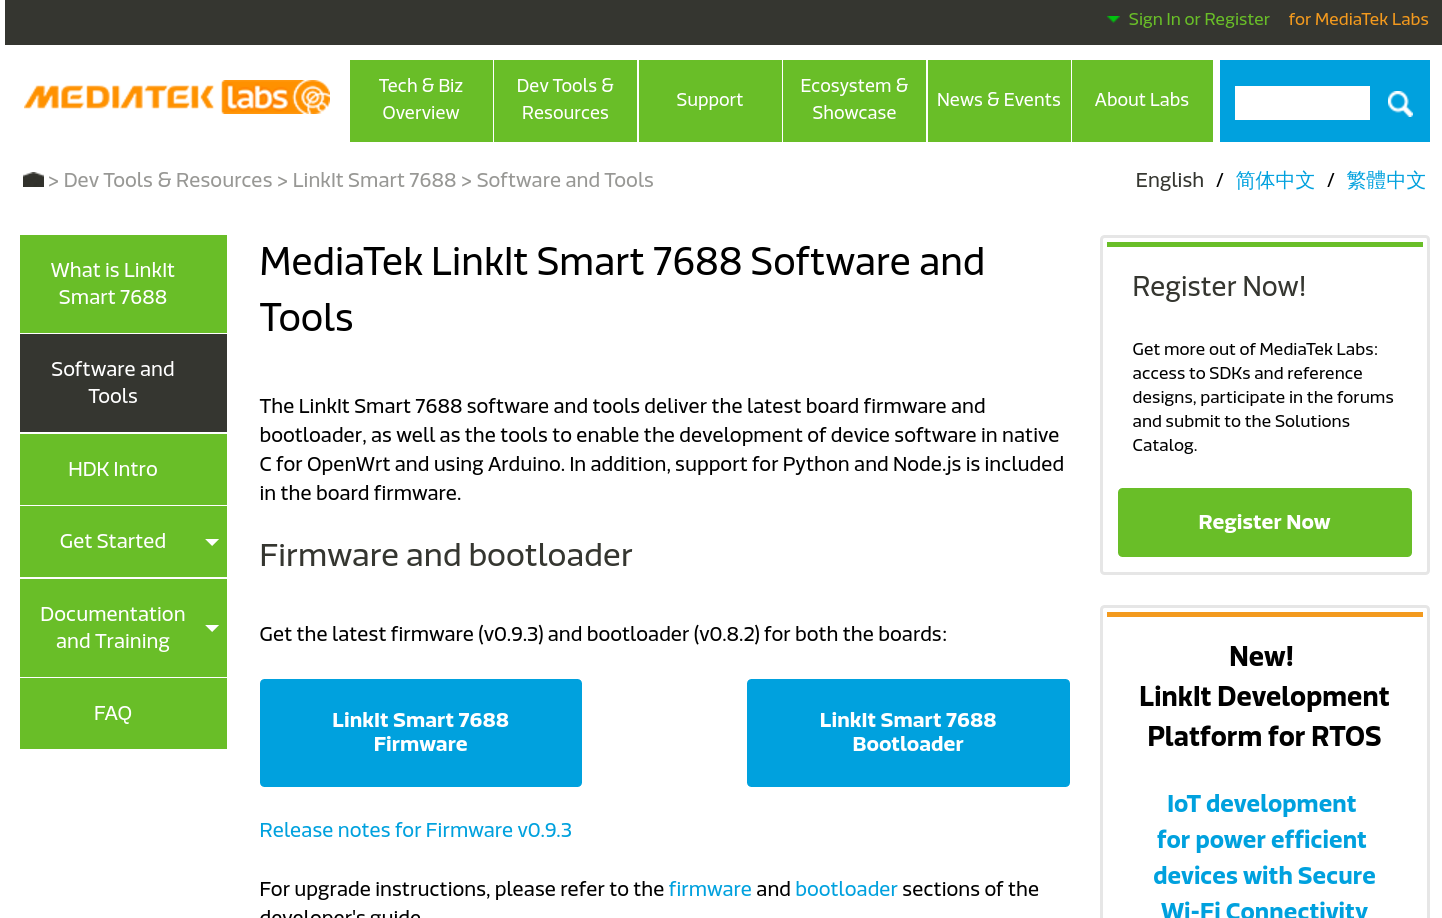 Sign In or Register for MediaTek Labs
MEDIATEK labs
Tech & Biz
Overview
Dev Tools &
Resources
Support
Ecosystem &
Showcase
News & Events
About Labs
> Dev Tools & Resources > LinkIt Smart 7688 > Software and Tools
English / 简体中文 / 繁體中文
What is LinkIt
Smart 7688
Software and
Tools
HDK Intro
Get Started
Documentation
and Training
FAQ
MediaTek LinkIt Smart 7688 Software and
Tools
The LinkIt Smart 7688 software and tools deliver the latest board firmware and
bootloader, as well as the tools to enable the development of device software in native
C for OpenWrt and using Arduino. In addition, support for Python and Node.js is included
in the board firmware.
Firmware and bootloader
Get the latest firmware (v0.9.3) and bootloader (v0.8.2) for both the boards:
LinkIt Smart 7688
Firmware
LinkIt Smart 7688
Bootloader
Release notes for Firmware v0.9.3
For upgrade instructions, please refer to the firmware and bootloader sections of the
developer's guide
Register Now!
Get more out of MediaTek Labs:
access to SDKs and reference
designs, participate in the forums
and submit to the Solutions
Catalog.
Register Now
New!
LinkIt Development
Platform for RTOS
IoT development
for power efficient
devices with Secure
Wi-Fi Connectivity